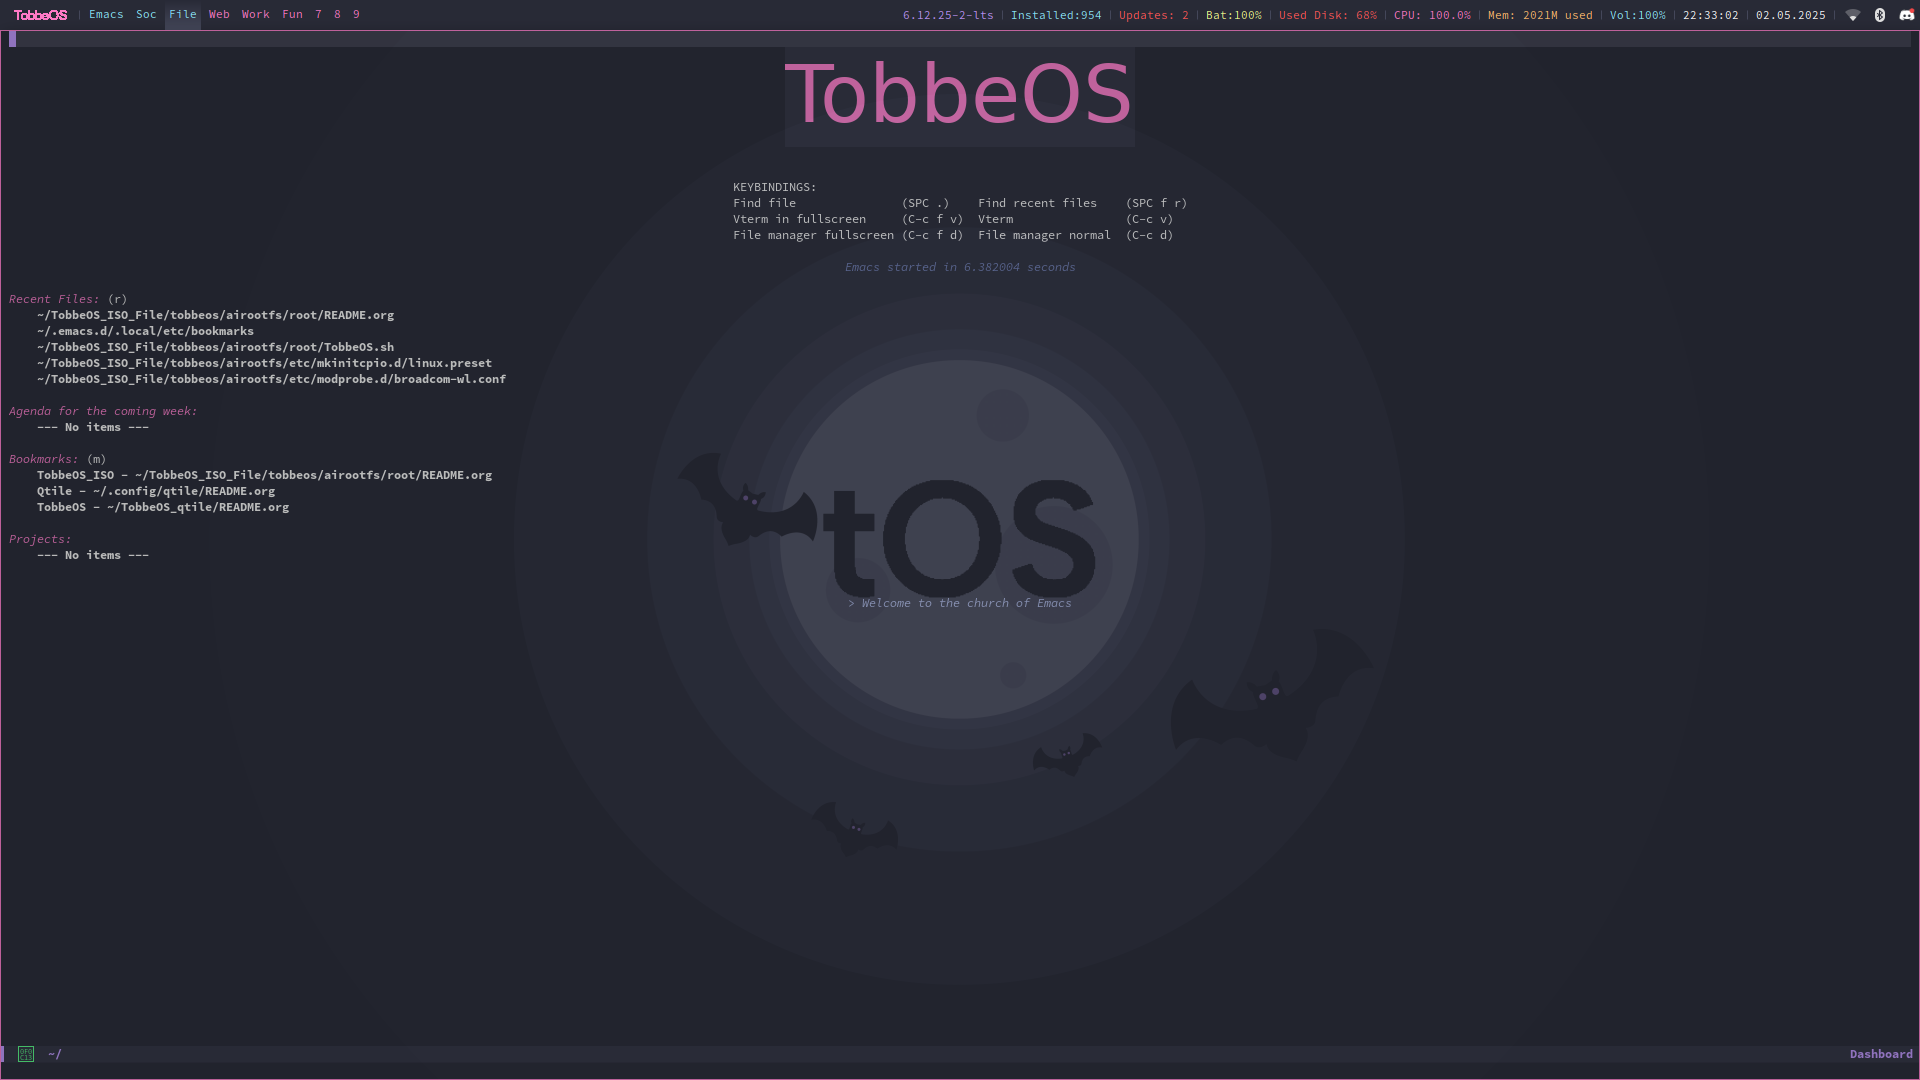 TobbeOS | Emacs Soc File Web Work Fun 7 8 9
6.12.25-2-lts | Installed:954 | Updates: 2 | Bat:100% | Used Disk: 68% | CPU: 100.0% | Mem: 2021M used | Vol:100% | 22:33:02 | 02.05.2025 |
TobbeOS
KEYBINDINGS:
Find file (SPC .) Find recent files (SPC f r)
Vterm in fullscreen (C-c f v) Vterm (C-c v)
File manager fullscreen (C-c f d) File manager normal (C-c d)
Emacs started in 6.382004 seconds
Recent Files: (r)
~/TobbeOS_ISO_File/tobbeos/airootfs/root/README.org
~/.emacs.d/.local/etc/bookmarks
~/TobbeOS_ISO_File/tobbeos/airootfs/root/TobbeOS.sh
~/TobbeOS_ISO_File/tobbeos/airootfs/etc/mkinitcpio.d/linux.preset
~/TobbeOS_ISO_File/tobbeos/airootfs/etc/modprobe.d/broadcom-wl.conf
Agenda for the coming week:
--- No items ---
Bookmarks: (m)
TobbeOS_ISO - ~/TobbeOS_ISO_File/tobbeos/airootfs/root/README.org
Qtile - ~/.config/qtile/README.org
TobbeOS - ~/TobbeOS_qtile/README.org
Projects:
--- No items ---
tOS
> Welcome to the church of Emacs
~/
Dashboard